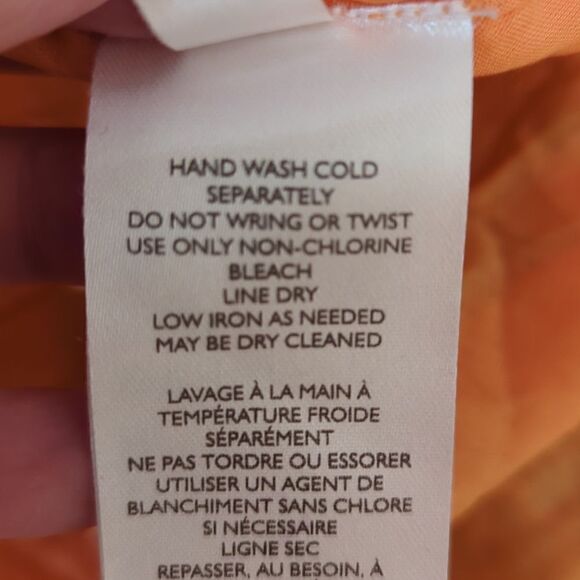 HAND WASH COLD
SEPARATELY
DO NOT WRING OR TWIST
USE ONLY NON-CHLORINE
BLEACH
LINE DRY
LOW IRON AS NEEDED
MAY BE DRY CLEANED
LAVAGE À LA MAIN À
TEMPÉRATURE FROIDE
SÉPARÉMENT
NE PAS TORDRE OU ESSORER
UTILISER UN AGENT DE
BLANCHIMENT SANS CHLORE
SI NÉCESSAIRE
LIGNE SEC
REPASSER, AU BESOIN, À